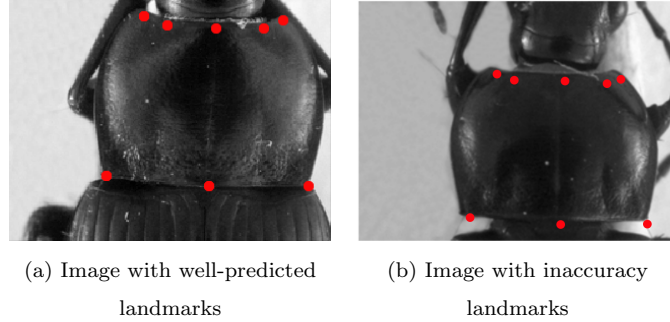 (a) Image with well-predicted
landmarks
(b) Image with inaccuracy
landmarks